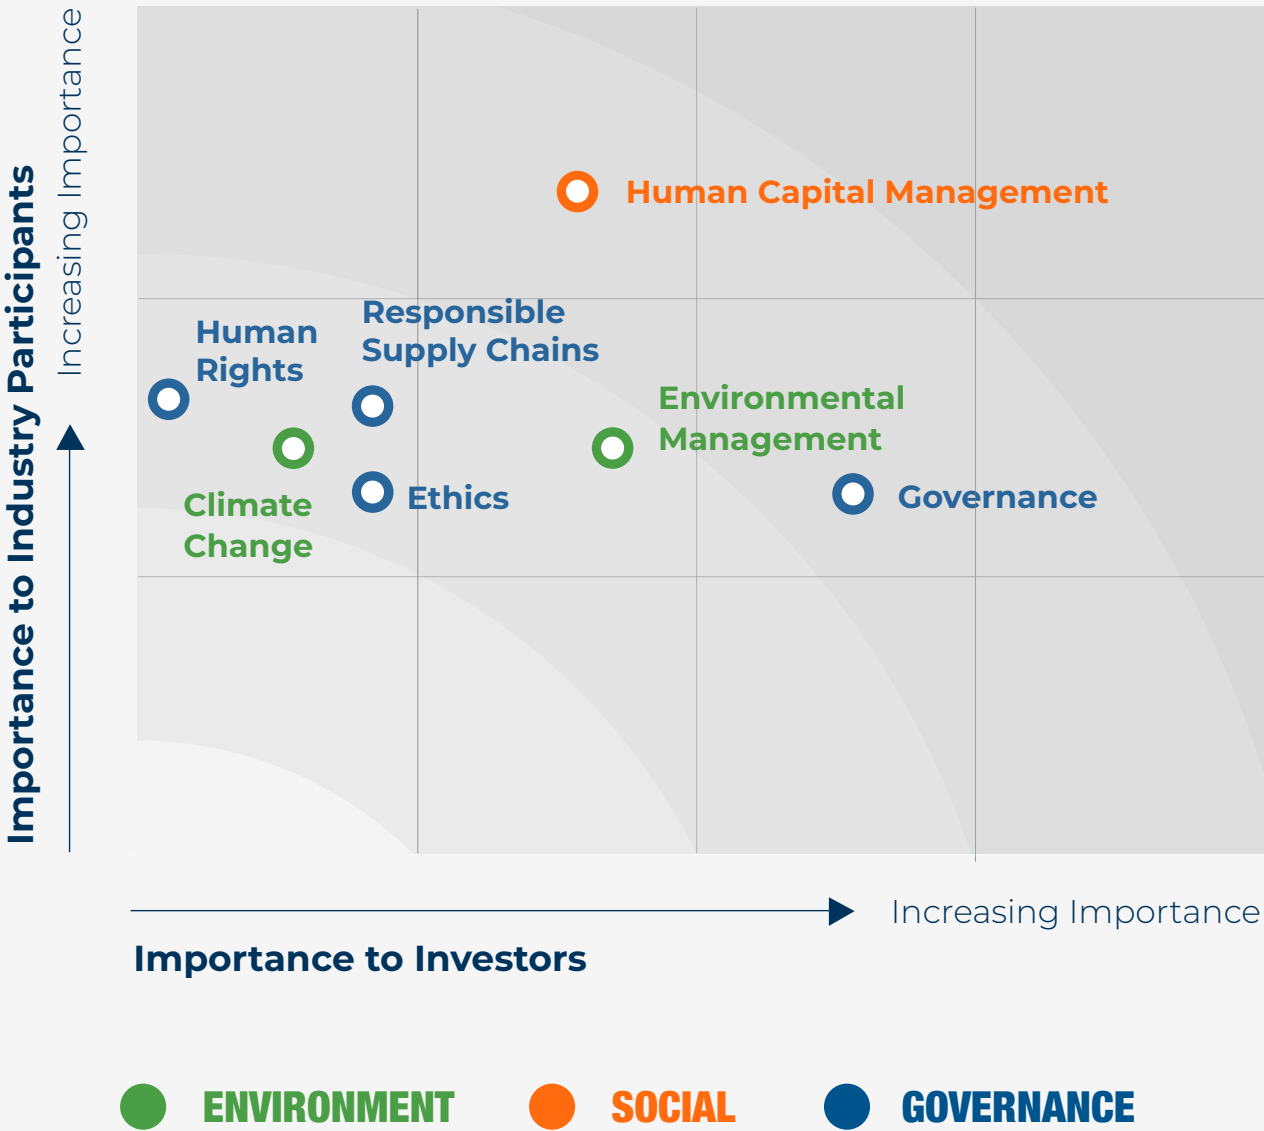 Importance to Industry Participants
Increasing Importance
Human Capital Management
Responsible
Supply Chains
Human
Rights
Environmental
Management
Climate
Change
Ethics
Governance
Increasing Importance
Importance to Investors
ENVIRONMENT
SOCIAL
GOVERNANCE